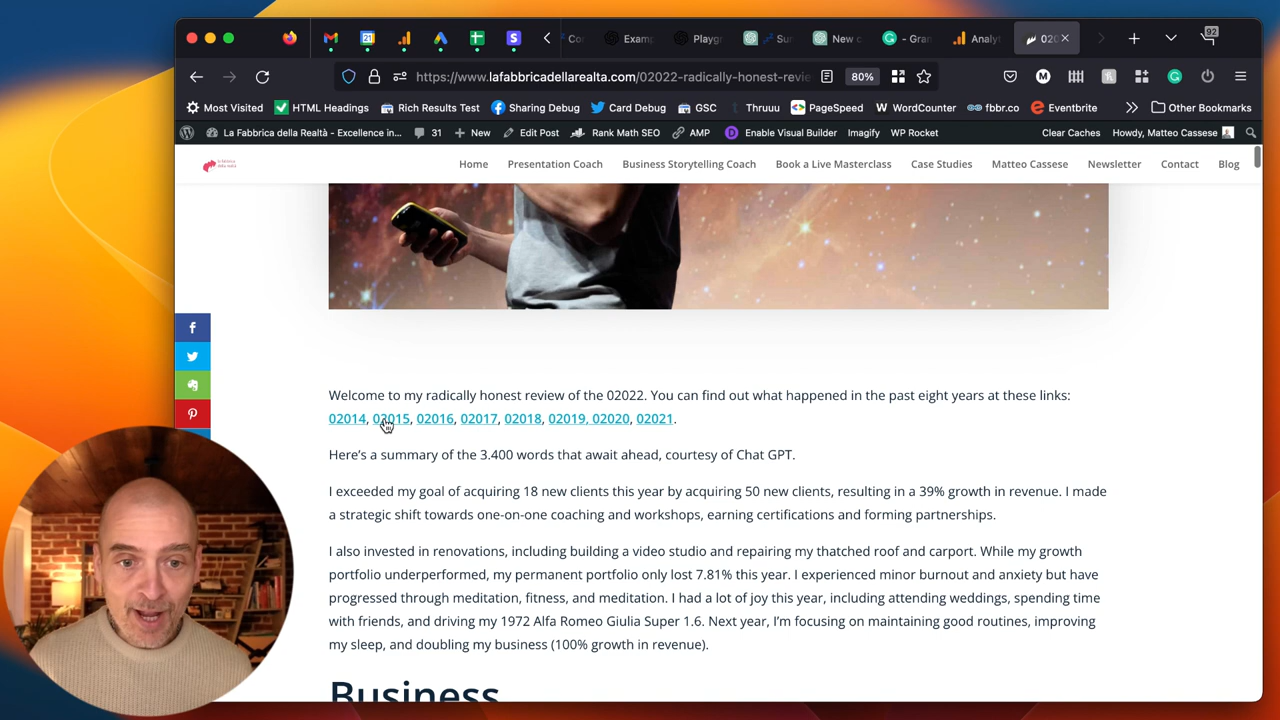 21
S
Co
Examp
Playg
Sur
New c
- Gran
Analyt
020
92
https://www.lafabbricadellarealta.com/02022-radically-honest-revie
80%
M
Most Visited
HTML Headings
Rich Results Test
Sharing Debug
Card Debug
GSC
Thruuu
PageSpeed
W WordCounter
fbbr.co
Eventbrite
Other Bookmarks
La Fabbrica della Realtà - Excellence in...
31
New
Edit Post
Rank Math SEO
AMP
D Enable Visual Builder
Imagify
WP Rocket
Clear Caches
Howdy, Matteo Cassese
Home
Presentation Coach
Business Storytelling Coach
Book a Live Masterclass
Case Studies
Matteo Cassese
Newsletter
Contact
Blog
Welcome to my radically honest review of the 02022. You can find out what happened in the past eight years at these links:
02014, 02015, 02016, 02017, 02018, 02019, 02020, 02021.
Here's a summary of the 3.400 words that await ahead, courtesy of Chat GPT.
I exceeded my goal of acquiring 18 new clients this year by acquiring 50 new clients, resulting in a 39% growth in revenue. I made
a strategic shift towards one-on-one coaching and workshops, earning certifications and forming partnerships.
I also invested in renovations, including building a video studio and repairing my thatched roof and carport. While my growth
portfolio underperformed, my permanent portfolio only lost 7.81% this year. I experienced minor burnout and anxiety but have
progressed through meditation, fitness, and meditation. I had a lot of joy this year, including attending weddings, spending time
with friends, and driving my 1972 Alfa Romeo Giulia Super 1.6. Next year, I'm focusing on maintaining good routines, improving
my sleep, and doubling my business (100% growth in revenue).
Business